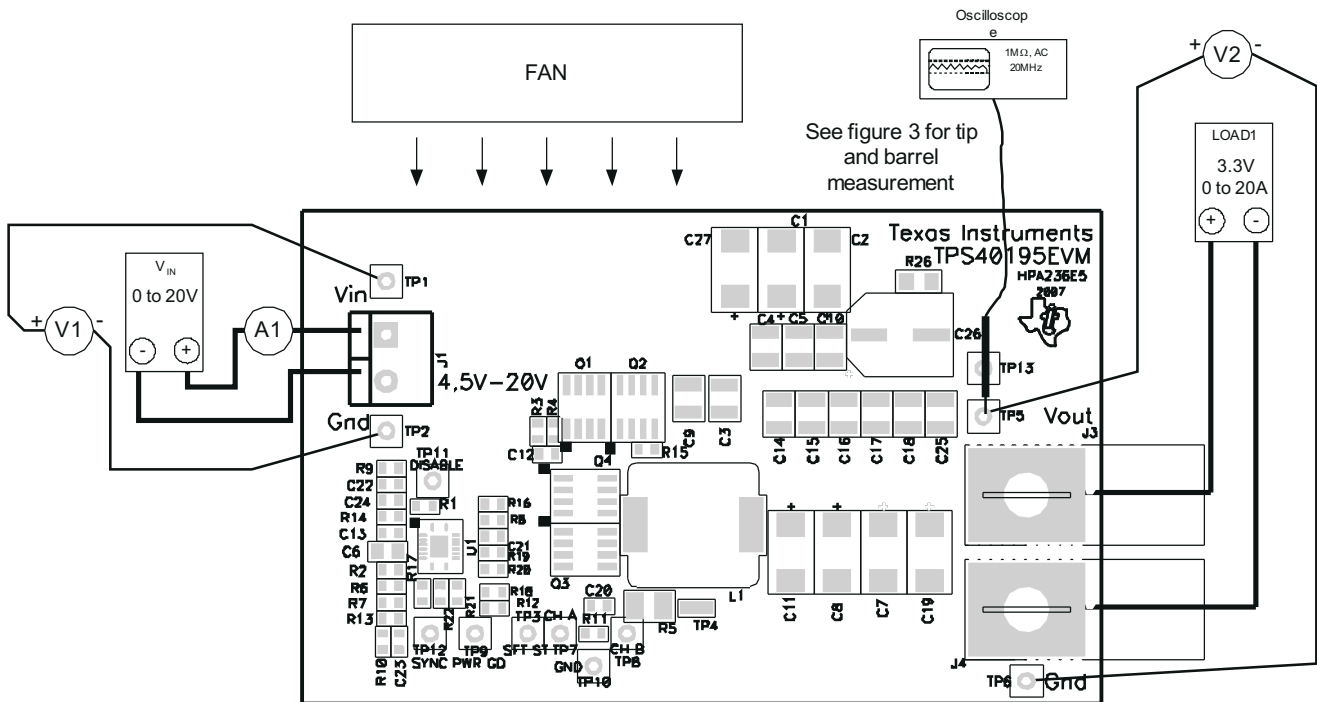 FAN
Oscilloscop
e
1MΩ, AC
20MHz
See figure 3 for tip
and barrel
measurement
+ V2 -
LOAD1
3.3V
0 to 20A
+ -
V IN
0 to 20V
- +
+ V1 -
A1
Texas Instruments
TPS40195EVM
HPA236E5
2007
Vin
TP1
J1
4,5V-20V
Gnd
TP2
TP11
DISABLE
C27
C1
C2
R26
C4
C5
C10
C26
TP13
TP5
Vout
J3
Q1
Q2
R3
R4
C9
C3
C14
C15
C16
C17
C18
C25
C12
R15
Q4
R9
C22
C24
R14
C13
C6
R2
R6
R7
R13
R1
R17
U1
R16
R8
C21
R19
R20
R18
R12
R22
R21
Q3
C20
L1
C11
C8
C7
C19
R10
C23
TP12
SYNC
TP9
PWR GD
TP3
SFT ST
CH A
TP7
R11
R5
TP4
GND
TP10
CH B
TP8
J4
TP6
Gnd